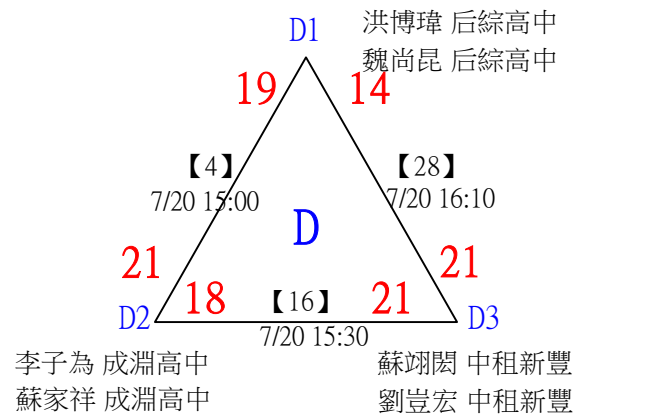 D1
洪博瑋 后綜高中
魏尚昆 后綜高中
19
14
【4】
7/20 15:00
【28】
7/20 16:10
D
21
21
18
【16】
21
D2
7/20 15:30
D3
李子為 成淵高中
蘇家祥 成淵高中
蘇翊閎 中租新豐
劉豈宏 中租新豐